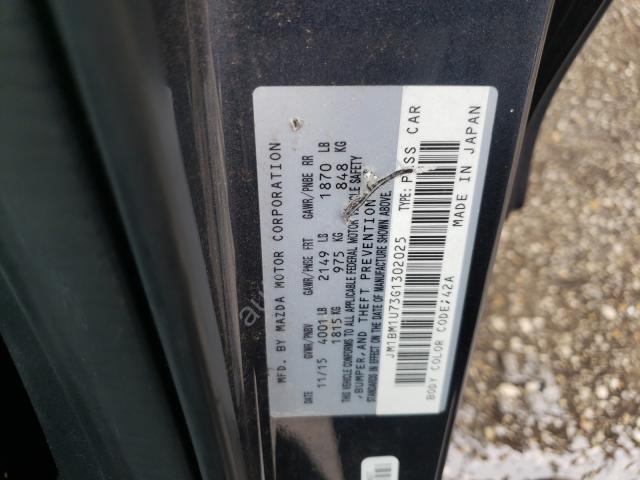 MFD. BY MAZDA MOTOR CORPORATION
GVWR/PNBV GAWR/PNBE FRT GAWR/PNBE RR
11/15 4001 LB 2149 LB 1870 LB
1815 KG 975 KG 848 KG
THIS VEHICLE CONFORMS TO ALL APPLICABLE FEDERAL MOTOR VEHICLE SAFETY
,BUMPER,AND THEFT PREVENTION
STANDARDS IN EFFECT ON THE DATE OF MANUFACTURE SHOWN ABOVE.
JM1BM1U73G1302025 TYPE: PASS CAR
BODY COLOR CODE:42A MADE IN JAPAN